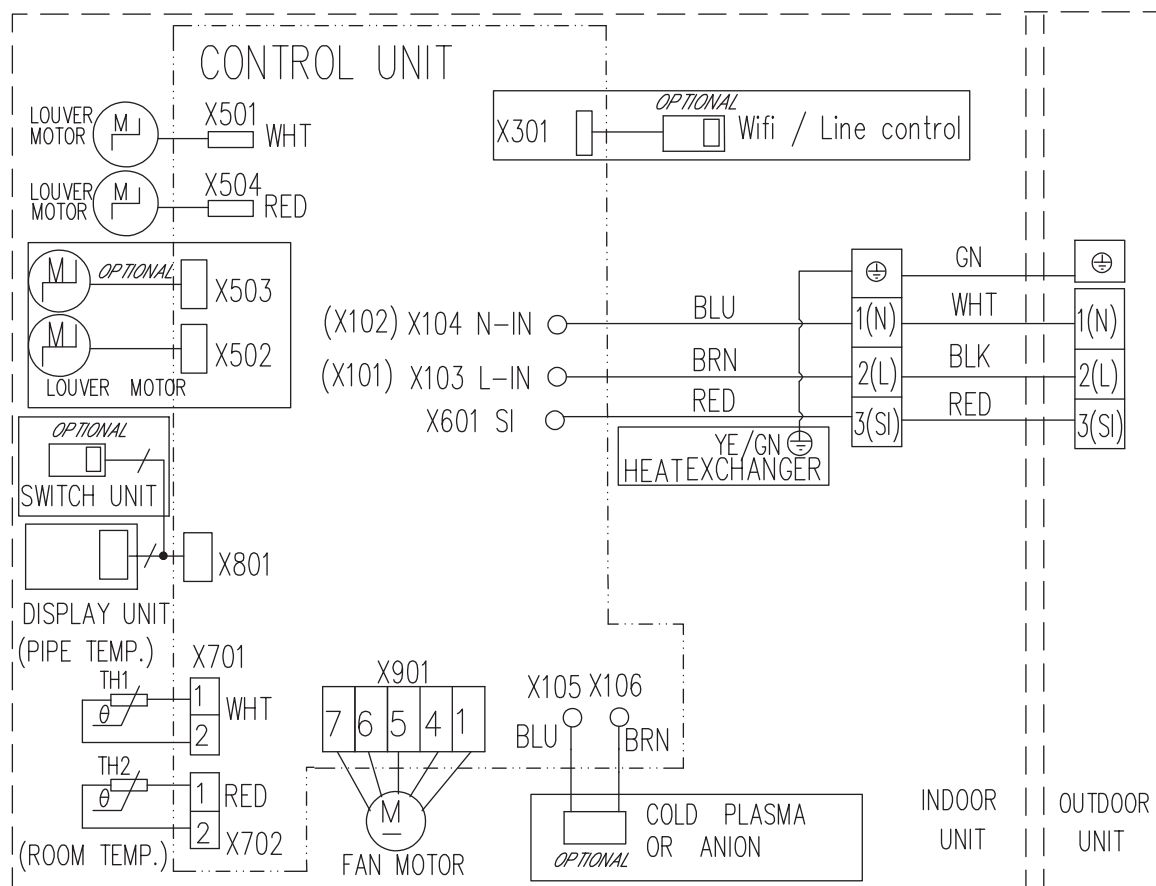 CONTROL UNIT
LOUVER
MOTOR
M
X501
WHT
LOUVER
MOTOR
M
X504
RED
OPTIONAL
X301
Wifi / Line control
M
OPTIONAL
X503
M
X502
LOUVER MOTOR
GN
(X102) X104 N-IN
BLU
1(N)
WHT
1(N)
(X101) X103 L-IN
BRN
2(L)
BLK
2(L)
X601 SI
RED
3(SI)
RED
3(SI)
YE/GN
HEATEXCHANGER
OPTIONAL
SWITCH UNIT
X801
DISPLAY UNIT
(PIPE TEMP.)
X701
TH1
θ
1
WHT
2
TH2
θ
1
RED
2
X702
(ROOM TEMP.)
X901
7 6 5 4 1
M
FAN MOTOR
X105 X106
BLU
BRN
COLD PLASMA
OR ANION
OPTIONAL
INDOOR
UNIT
OUTDOOR
UNIT